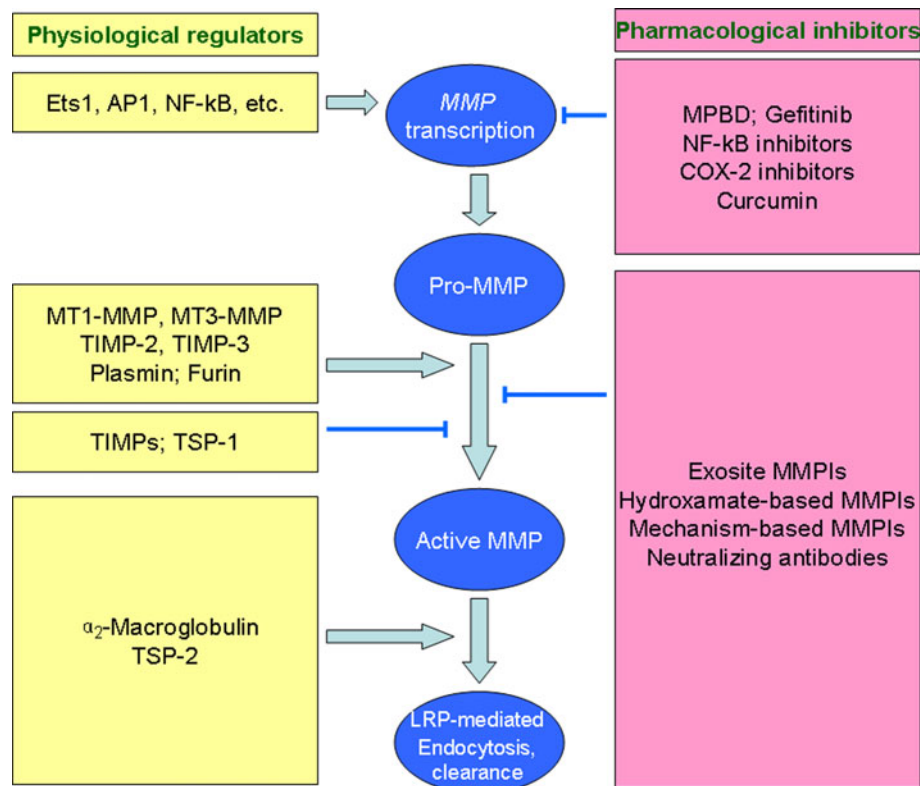 Physiological regulators
Pharmacological inhibitors
Ets1, AP1, NF-kB, etc.
MMP
transcription
MPBD; Gefitinib
NF-kB inhibitors
COX-2 inhibitors
Curcumin
Pro-MMP
MT1-MMP, MT3-MMP
TIMP-2, TIMP-3
Plasmin; Furin
TIMPs; TSP-1
Exosite MMPIs
Hydroxamate-based MMPIs
Mechanism-based MMPIs
Neutralizing antibodies
Active MMP
α₂-Macroglobulin
TSP-2
LRP-mediated
Endocytosis,
clearance